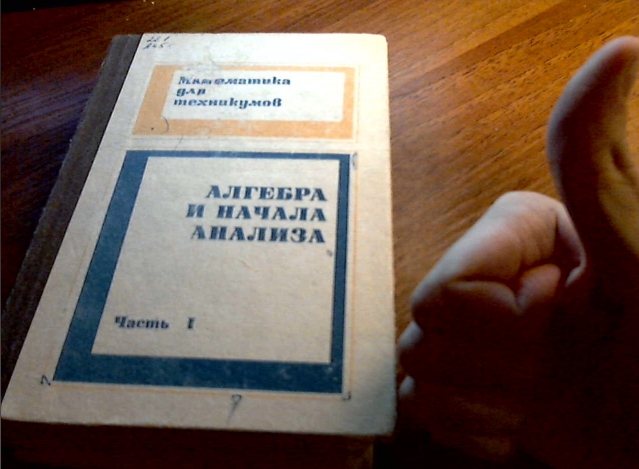 Математика
для
техникумов
АЛГЕБРА
И НАЧАЛА
АНАЛИЗА
Часть I